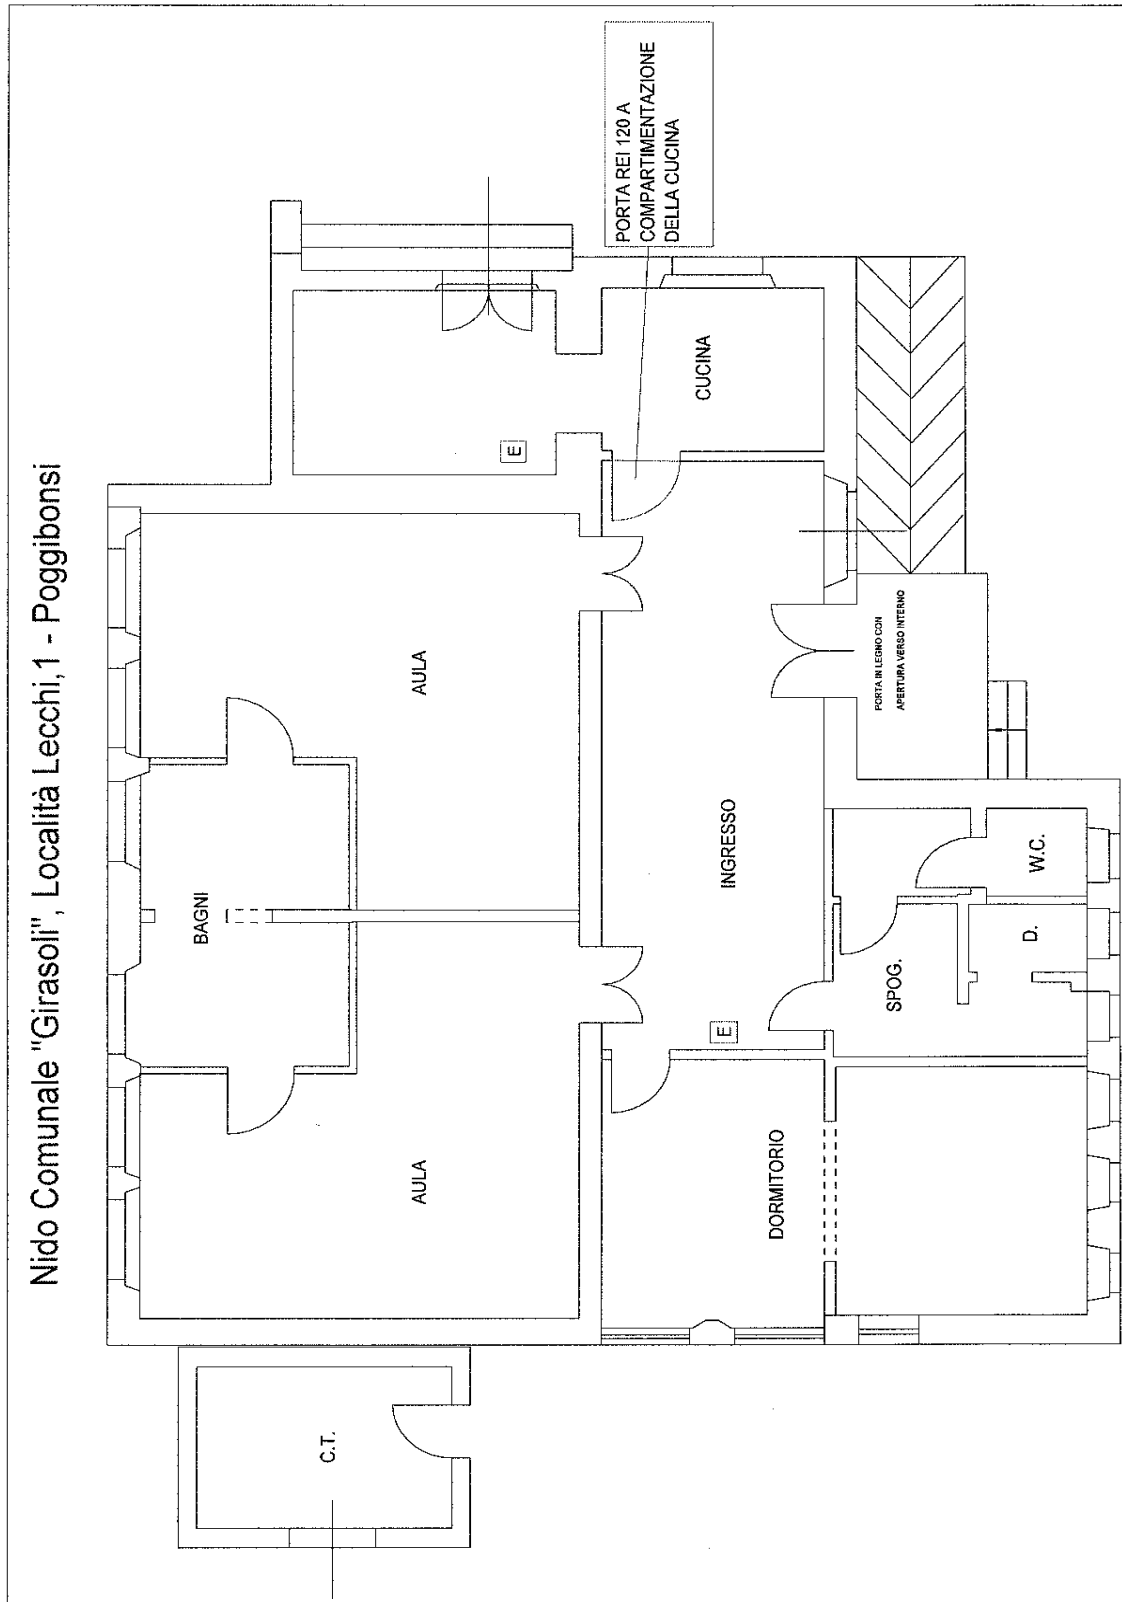 Nido Comunale "Girasoli", Località Lecchi,1 - Poggibonsi
C.T.
AULA
BAGNI
AULA
E
DORMITORIO
E
INGRESSO
CUCINA
PORTA REI 120 A
COMPARTIMENTAZIONE
DELLA CUCINA
SPOG.
D.
W.C.
PORTA IN LEGNO CON
APERTURA VERSO INTERNO